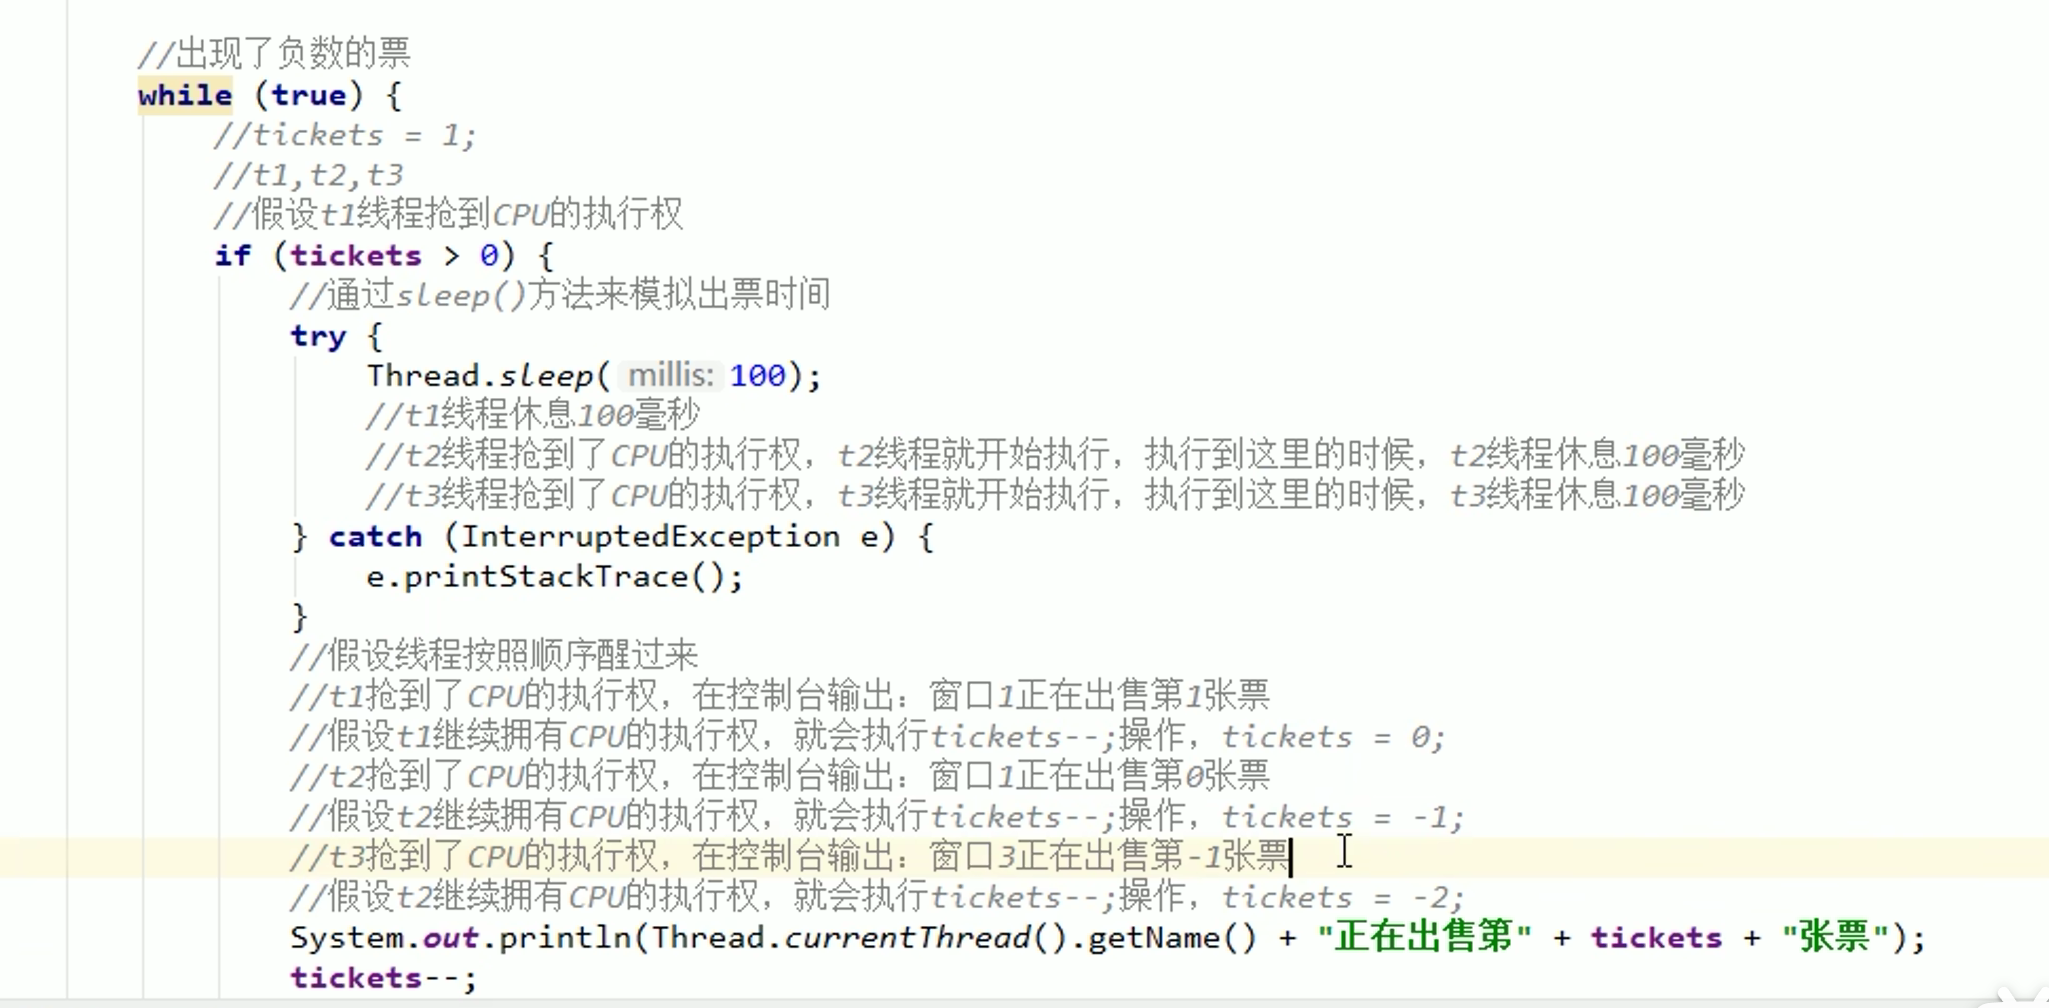 //出现了负数的票
while (true) {
//tickets = 1;
//t1,t2,t3
//假设t1线程抢到CPU的执行权
if (tickets > 0) {
//通过sleep()方法来模拟出票时间
try {
Thread.sleep( millis: 100);
//t1线程休息100毫秒
//t2线程抢到了CPU的执行权，t2线程就开始执行，执行到这里的时候，t2线程休息100毫秒
//t3线程抢到了CPU的执行权，t3线程就开始执行，执行到这里的时候，t3线程休息100毫秒
} catch (InterruptedException e) {
e.printStackTrace();
}
//假设线程按照顺序醒过来
//t1抢到了CPU的执行权，在控制台输出：窗口1正在出售第1张票
//假设t1继续拥有CPU的执行权，就会执行tickets--;操作，tickets = 0;
//t2抢到了CPU的执行权，在控制台输出：窗口1正在出售第0张票
//假设t2继续拥有CPU的执行权，就会执行tickets--;操作，tickets = -1;
//t3抢到了CPU的执行权，在控制台输出：窗口3正在出售第-1张票
//假设t2继续拥有CPU的执行权，就会执行tickets--;操作，tickets = -2;
System.out.println(Thread.currentThread().getName() + "正在出售第" + tickets + "张票");
tickets--;